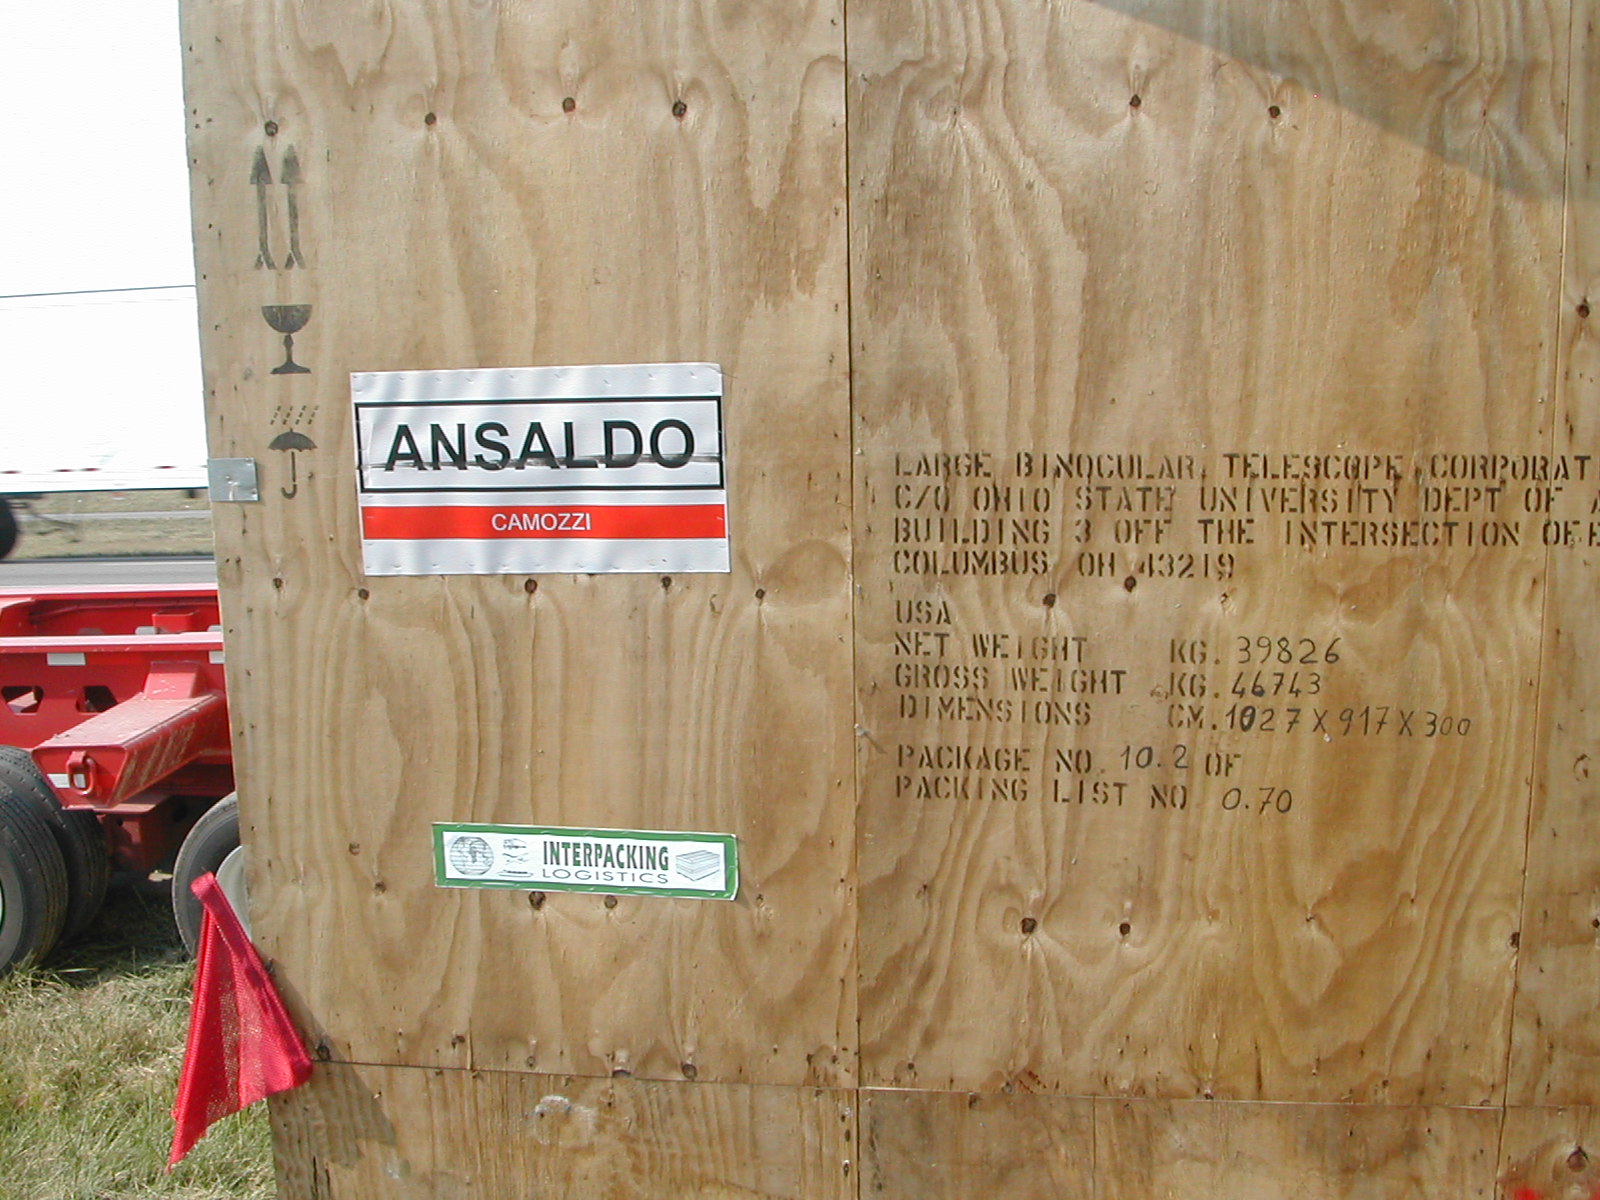 ANSALDO
CAMOZZI
INTERPACKING
LOGISTICS
LARGE BINOCULAR TELESCOPE CORPORAT
C/O OHIO STATE UNIVERSITY DEPT OF A
BUILDING 3 OFF THE INTERSECTION OF E
COLUMBUS OH 43219
USA
NET WEIGHT KG. 39826
GROSS WEIGHT KG. 46743
DIMENSIONS CM. 1027 X 917 X 300
PACKAGE NO. 10.2 OF
PACKING LIST NO 0.70